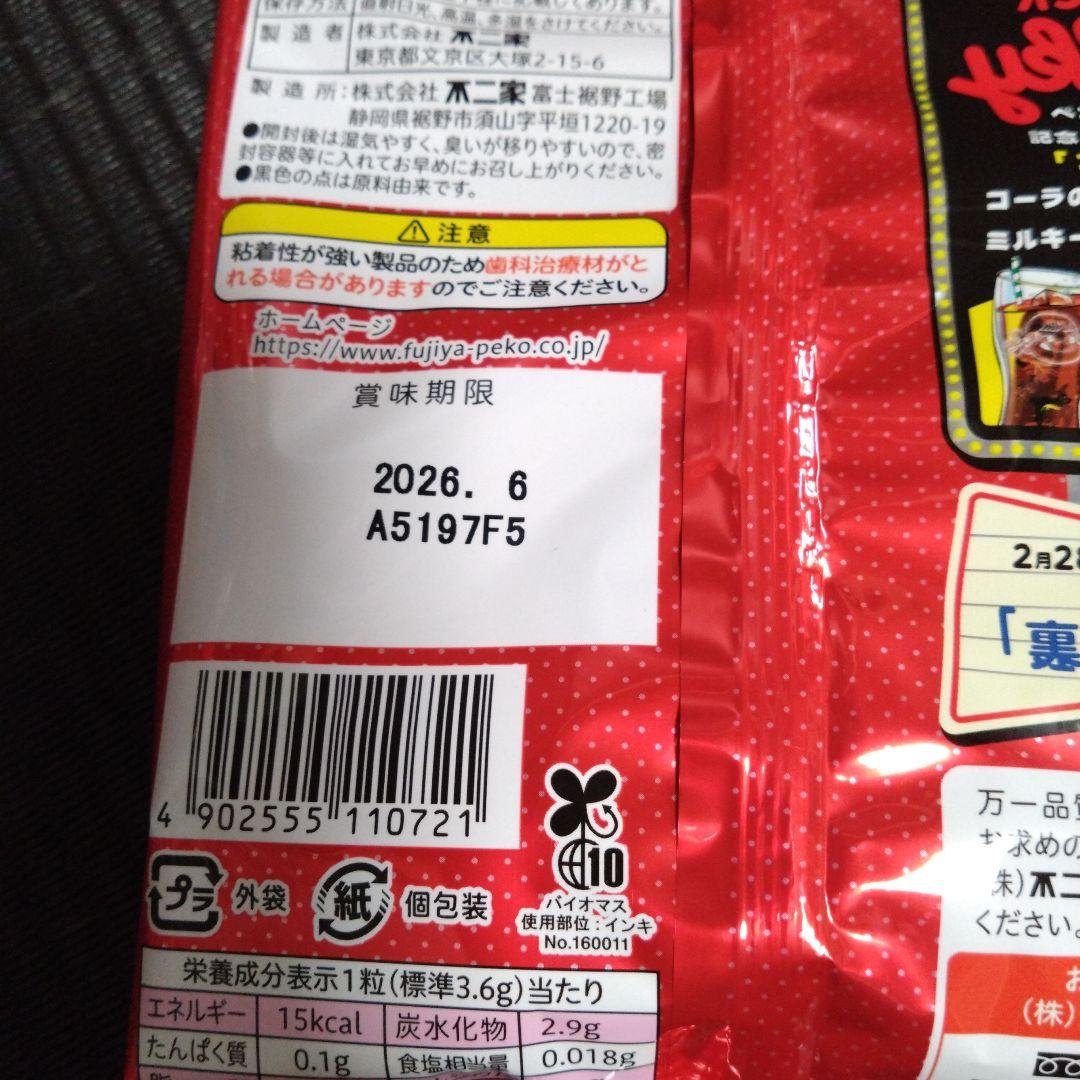 保存方法
直射日光、高温、多湿をさけてください。
製造者
株式会社 不二家
東京都文京区大塚2-15-6
製造所:株式会社 不二家 富士裾野工場
静岡県裾野市須山字平垣1220-19
●開封後は湿気やすく、臭いが移りやすいので、密
封容器等に入れてお早めにお召し上がりください。
●黒色の点は原料由来です。
注意
粘着性が強い製品のため歯科治療材がと
れる場合がありますのでご注意ください。
ホームページ
https://www.fujiya-peko.co.jp/
賞味期限
2026. 6
A5197F5
4 902555 110721
プラ 外袋
紙 個包装
10
バイオマス
使用部位:インキ
No.160011
栄養成分表示1粒(標準3.6g)当たり
エネルギー 15kcal 炭水化物 2.9g
たんぱく質 0.1g 食塩相当量 0.018g
コーラの
ミルキー
2月28
「裏
万一品質
お求めの
(株)不二
ください。
お
(株)